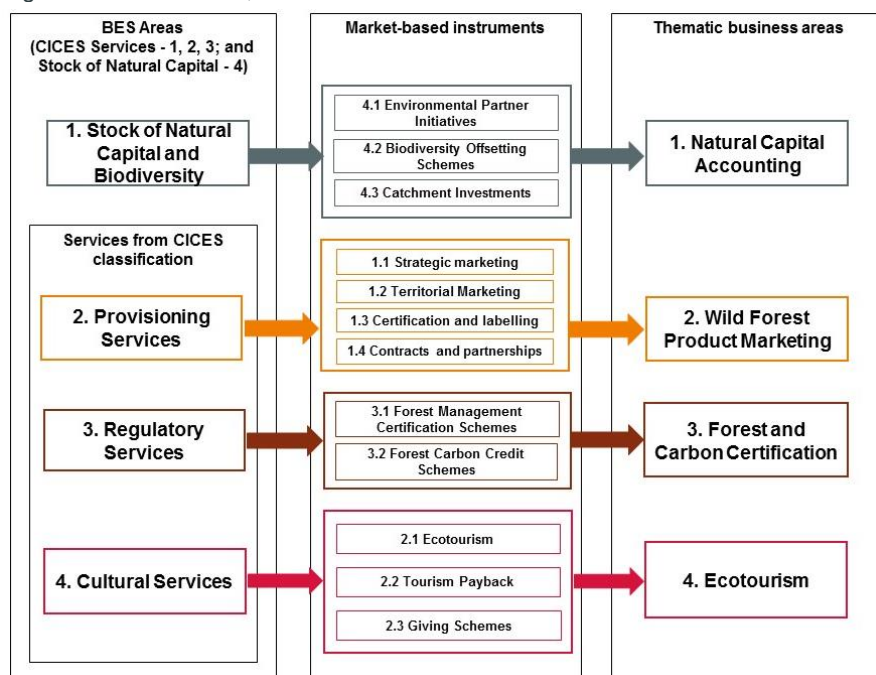 BES Areas
(CICES Services - 1, 2, 3; and
Stock of Natural Capital - 4)
1. Stock of Natural
Capital and
Biodiversity
Services from CICES
classification
2. Provisioning
Services
3. Regulatory
Services
4. Cultural Services
Market-based instruments
4.1 Environmental Partner
Initiatives
4.2 Biodiversity Offsetting
Schemes
4.3 Catchment Investments
1.1 Strategic marketing
1.2 Territorial Marketing
1.3 Certification and labelling
1.4 Contracts and partnerships
3.1 Forest Management
Certification Schemes
3.2 Forest Carbon Credit
Schemes
2.1 Ecotourism
2.2 Tourism Payback
2.3 Giving Schemes
Thematic business areas
1. Natural Capital
Accounting
2. Wild Forest
Product Marketing
3. Forest and
Carbon Certification
4. Ecotourism